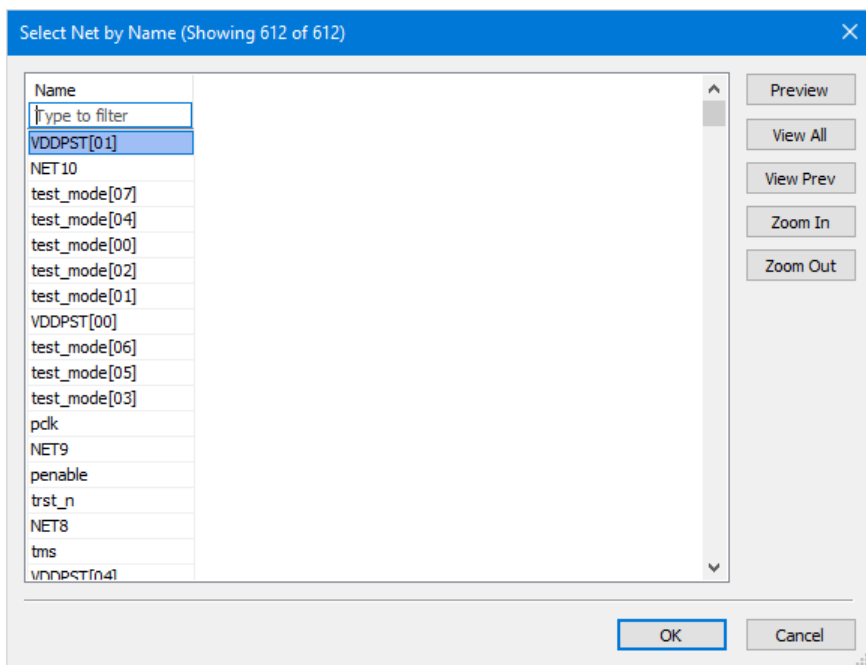 Select Net by Name (Showing 612 of 612)
Name
Type to filter
VDDPST[01]
NET10
test_mode[07]
test_mode[04]
test_mode[00]
test_mode[02]
test_mode[01]
VDDPST[00]
test_mode[06]
test_mode[05]
test_mode[03]
pclk
NET9
penable
trst_n
NET8
tms
VDDPST[04]
Preview
View All
View Prev
Zoom In
Zoom Out
OK
Cancel